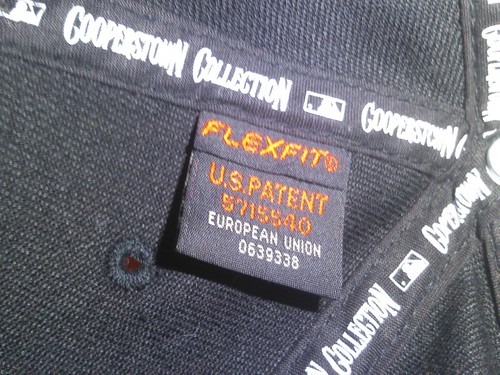 COOPERSTOWN COLLECTION COOPERSTOWN
FLEXFIT®
U.S. PATENT
5715540
EUROPEAN UNION
0639338
COOPERSTOWN
COLLECTION